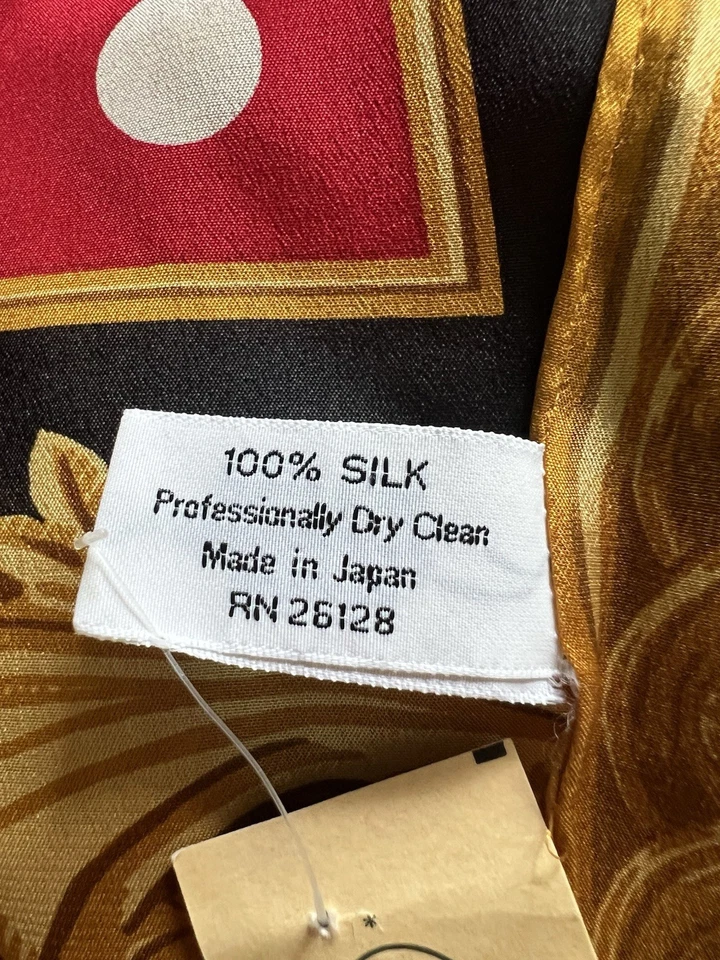 100% SILK
Professionally Dry Clean
Made in Japan
RN 26128
*